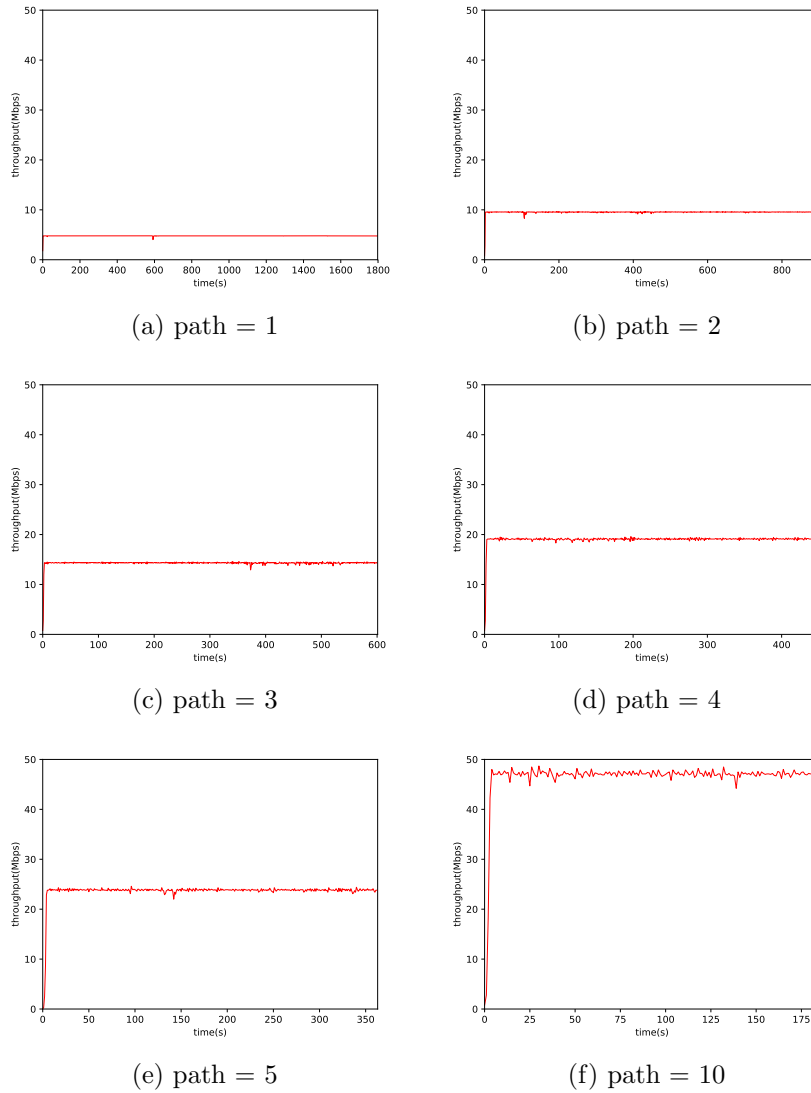 50
40
30
20
10
0
throughput(Mbps)
0 200 400 600 800 1000 1200 1400 1600 1800
time(s)
(a) path = 1
50
40
30
20
10
0
throughput(Mbps)
0 200 400 600 800
time(s)
(b) path = 2
50
40
30
20
10
0
throughput(Mbps)
0 100 200 300 400 500 600
time(s)
(c) path = 3
50
40
30
20
10
0
throughput(Mbps)
0 100 200 300 400
time(s)
(d) path = 4
50
40
30
20
10
0
throughput(Mbps)
0 50 100 150 200 250 300 350
time(s)
(e) path = 5
50
40
30
20
10
0
throughput(Mbps)
0 25 50 75 100 125 150 175
time(s)
(f) path = 10